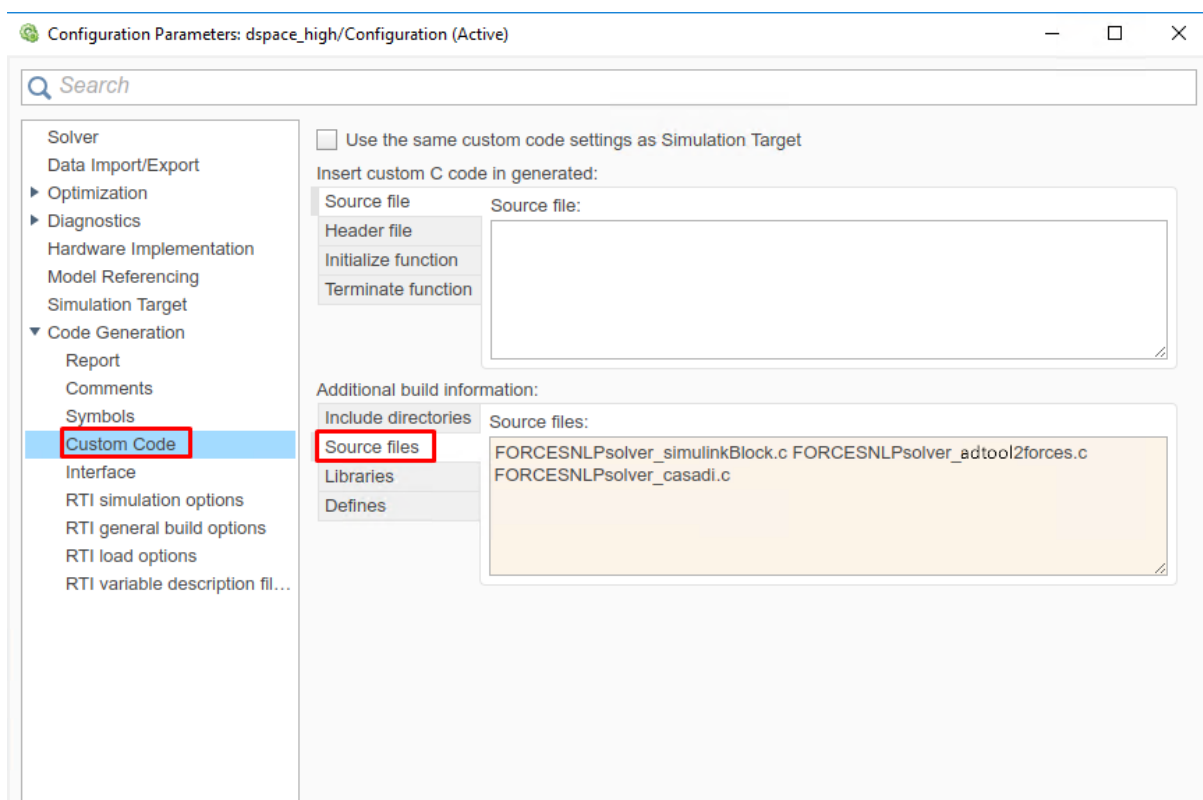 Configuration Parameters: dspace_high/Configuration (Active)
Search
Solver
Data Import/Export
Optimization
Diagnostics
Hardware Implementation
Model Referencing
Simulation Target
Code Generation
Report
Comments
Symbols
Custom Code
Interface
RTI simulation options
RTI general build options
RTI load options
RTI variable description fil...
Use the same custom code settings as Simulation Target
Insert custom C code in generated:
Source file
Header file
Initialize function
Terminate function
Source file:
Additional build information:
Include directories
Source files
Libraries
Defines
Source files:
FORCESNLPsolver_simulinkBlock.c FORCESNLPsolver_adtool2forces.c
FORCESNLPsolver_casadi.c